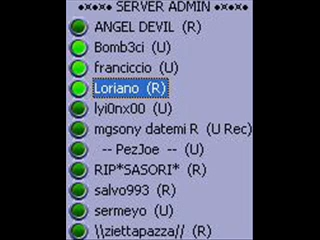 SERVER ADMIN
ANGEL DEVIL (R)
Bomb3ci (U)
franciccio (U)
Loriano (R)
lyi0nx00 (U)
mgsony datemi R (U Rec)
-- PezJoe -- (U)
RIP*SASORI* (R)
salvo993 (R)
sermeyo (U)
\\ziettapazza// (R)